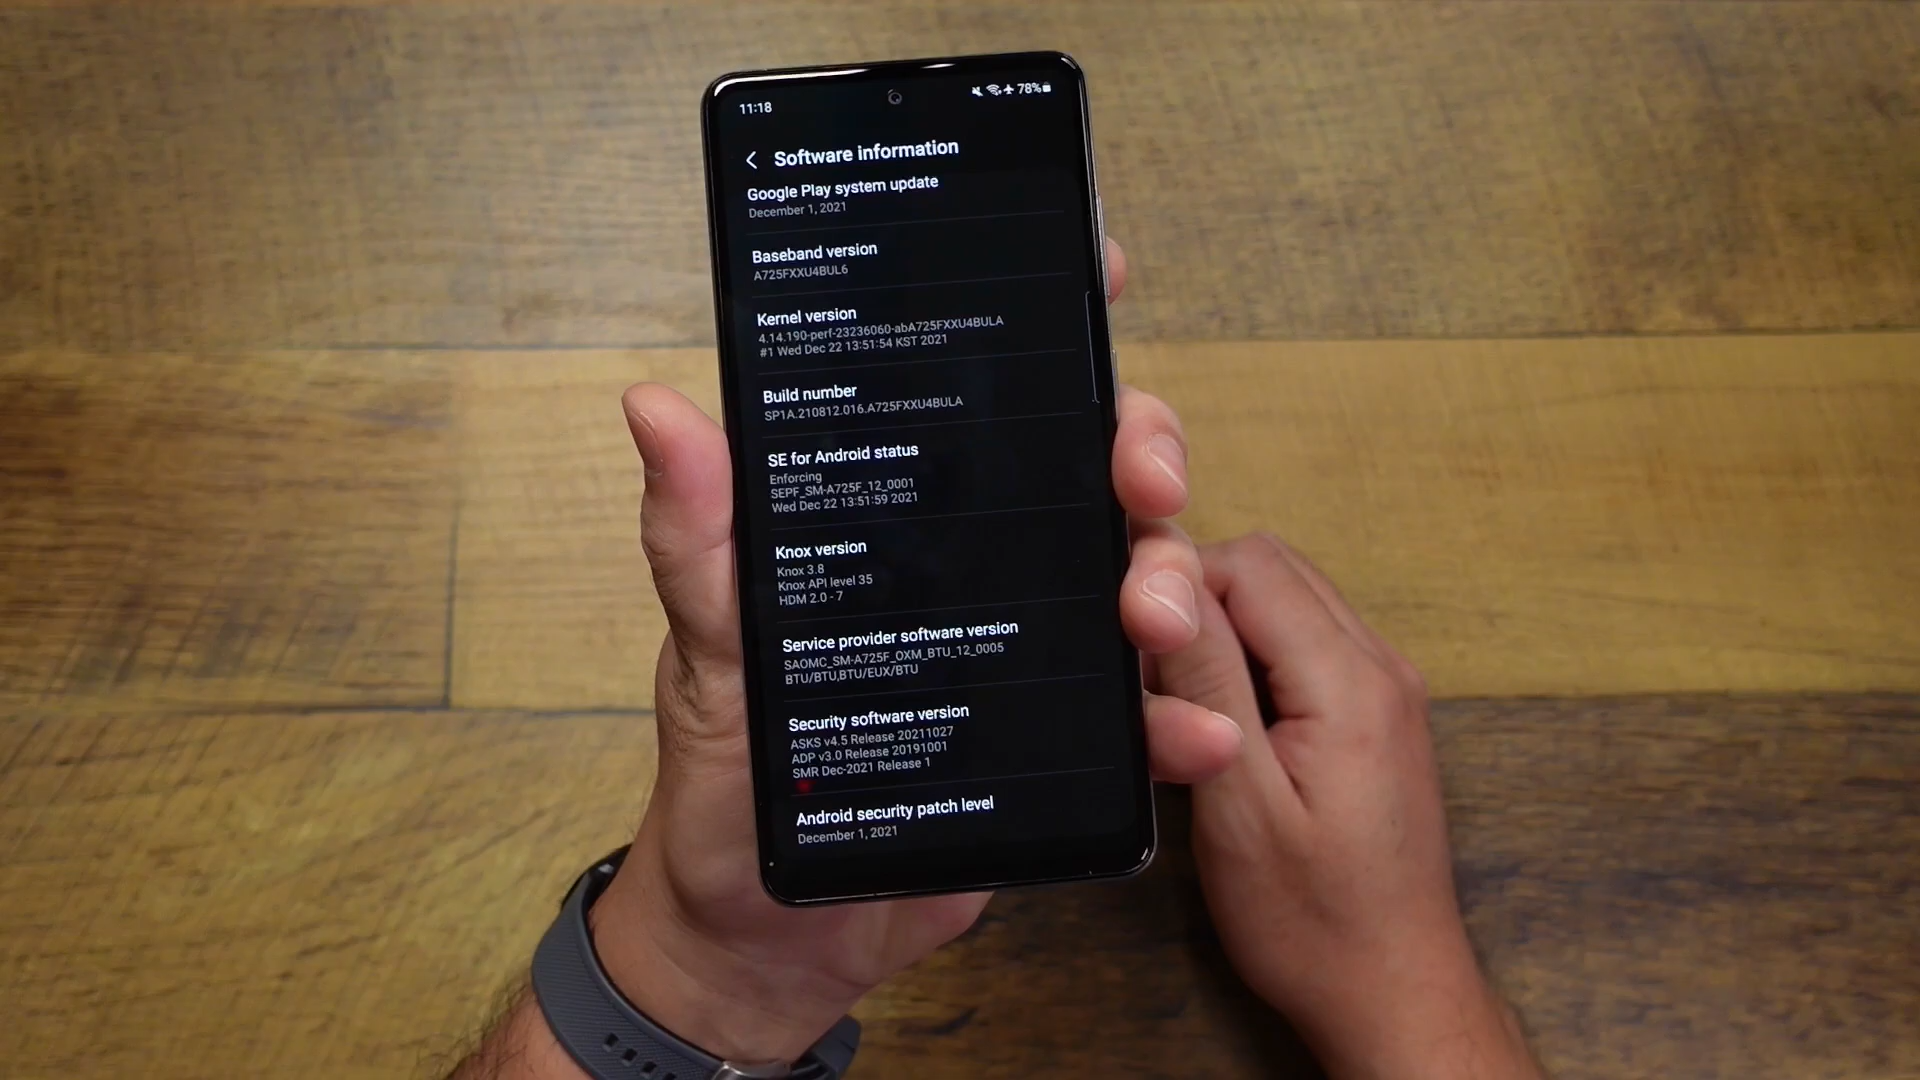 11:18
78%
Software information
Google Play system update
December 1, 2021
Baseband version
A725FXXU4BUL6
Kernel version
4.14.190-perf-23236060-abA725FXXU4BULA
#1 Wed Dec 22 13:51:54 KST 2021
Build number
SP1A.210812.016.A725FXXU4BULA
SE for Android status
Enforcing
SEPF_SM-A725F_12_0001
Wed Dec 22 13:51:59 2021
Knox version
Knox 3.8
Knox API level 35
HDM 2.0 - 7
Service provider software version
SAOMC_SM-A725F_OXM_BTU_12_0005
BTU/BTU,BTU/EUX/BTU
Security software version
ASKS v4.5 Release 20211027
ADP v3.0 Release 20191001
SMR Dec-2021 Release 1
Android security patch level
December 1, 2021